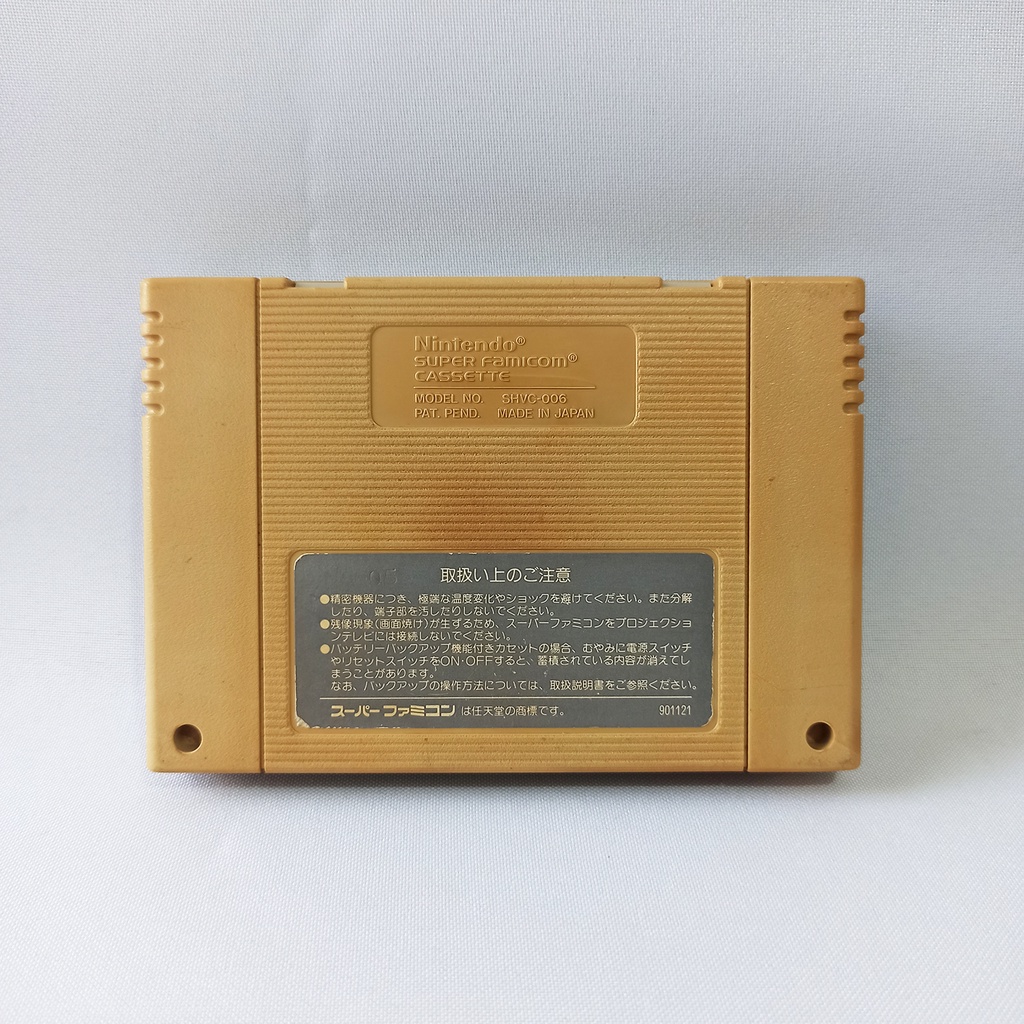 Nintendo®
SUPER FAMICOM®
CASSETTE
MODEL NO. SHVC-006
PAT. PEND. MADE IN JAPAN
取扱い上のご注意
●精密機器につき、極端な温度変化やショックを避けてください。また分解
したり、端子部を汚したりしないでください。
●残像現象(画面焼け)が生ずるため、スーパーファミコンをプロジェクショ
ンテレビには接続しないでください。
●バッテリーバックアップ機能付きカセットの場合、むやみに電源スイッチ
やリセットスイッチをON・OFFすると、蓄積されている内容が消えてし
まうことがあります。
なお、バックアップの操作方法については、取扱説明書をご参照ください。
スーパーファミコン は任天堂の商標です。 901121